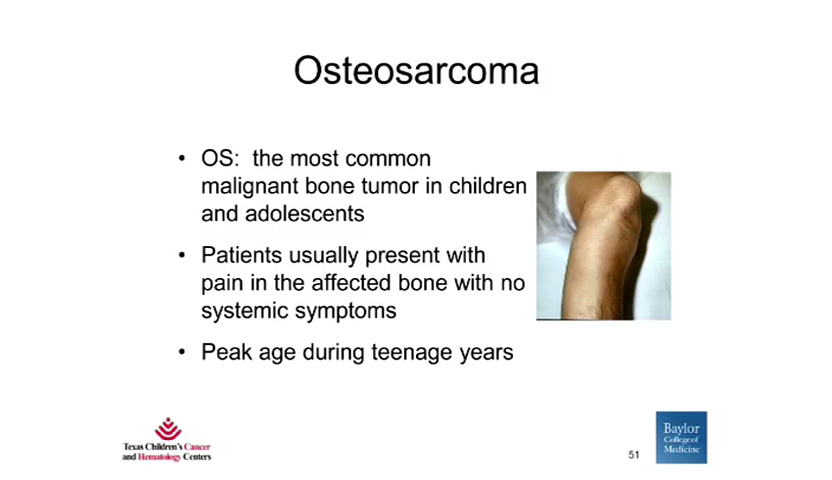 Osteosarcoma
• OS:  the most common
malignant bone tumor in children
and adolescents
• Patients usually present with
pain in the affected bone with no
systemic symptoms
• Peak age during teenage years
Texas Children's Cancer
and Hematology Centers
51
Baylor
College of
Medicine